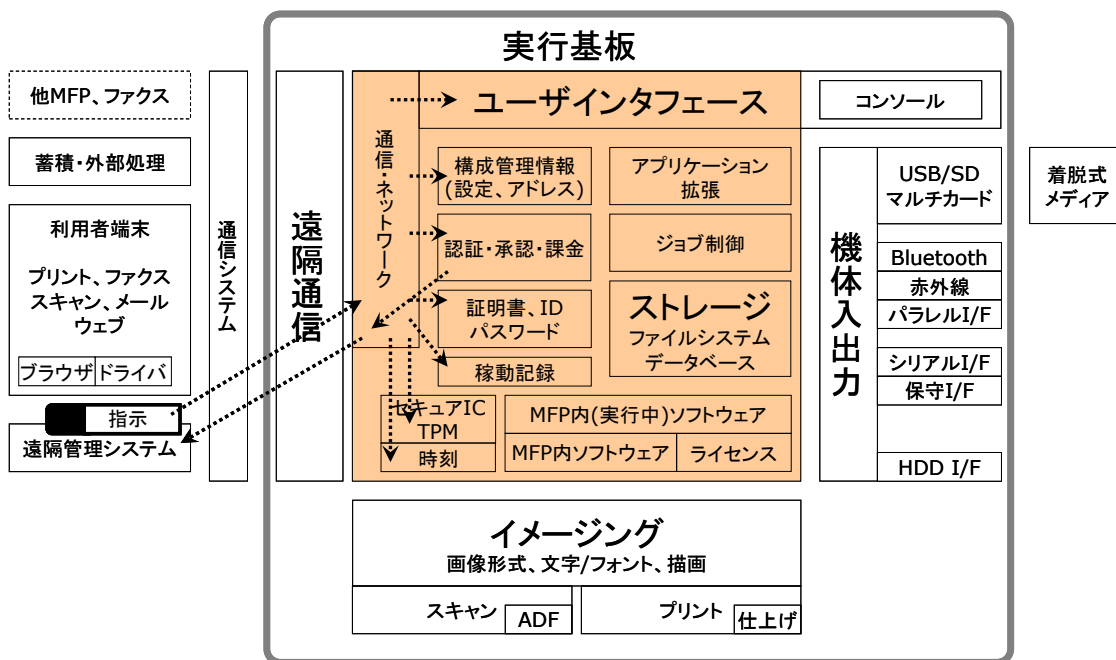 実行基板
他MFP、ファクス
蓄積・外部処理
利用者端末
プリント、ファクス
スキャン、メール
ウェブ
ブラウザ
ドライバ
指示
遠隔管理システム
通信システム
遠隔通信
通信・ネットワーク
ユーザインタフェース
コンソール
構成管理情報
(設定、アドレス)
アプリケーション
拡張
認証・承認・課金
ジョブ制御
証明書、ID
パスワード
ストレージ
ファイルシステム
データベース
稼動記録
セキュアIC
TPM
時刻
MFP内(実行中)ソフトウェア
MFP内ソフトウェア
ライセンス
機体入出力
USB/SD
マルチカード
Bluetooth
赤外線
パラレルI/F
シリアルI/F
保守I/F
HDD I/F
着脱式
メディア
イメージング
画像形式、文字/フォント、描画
スキャン
ADF
プリント
仕上げ